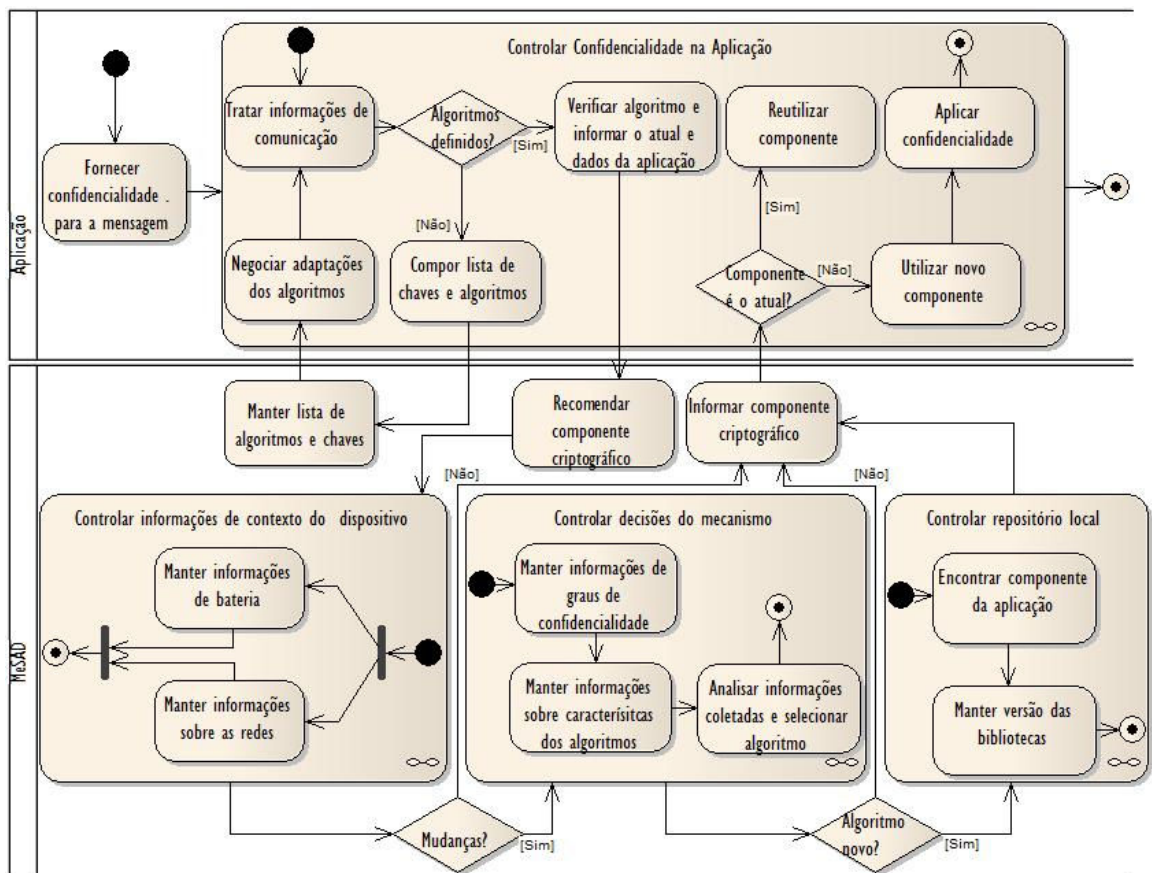 Aplicação
Controlar Confidencialidade na Aplicação
Fornecer
confidencialidade .
para a mensagem
Tratar informações de
comunicação
Algoritmos
definidos?
[Sim]
[Não]
Verificar algoritmo e
informar o atual e
dados da aplicação
Reutilizar
componente
Aplicar
confidencialidade
[Sim]
Negociar adaptações
dos algoritmos
Compor lista de
chaves e algoritmos
Componente
é o atual?
[Não]
Utilizar novo
componente
MeSAD
Manter lista de
algoritmos e chaves
Recomendar
componente
criptográfico
Informar componente
criptográfico
[Não]
[Não]
Controlar informações de contexto do dispositivo
Manter informações
de bateria
Manter informações
sobre as redes
Controlar decisões do mecanismo
Manter informações de
graus de
confidencialidade
Manter informações
sobre caracterísitcas
dos algoritmos
Analisar informações
coletadas e selecionar
algoritmo
Controlar repositório local
Encontrar componente
da aplicação
Manter versão das
bibliotecas
Mudanças?
[Sim]
Algoritmo
novo?
[Sim]